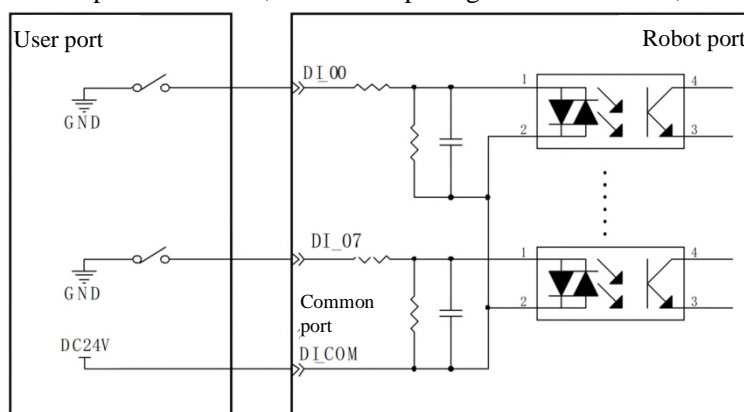 User port
Robot port
DI_00
1
4
GND
2
3
DI_07
1
4
GND
Common
port
2
3
DC24V
DI_COM